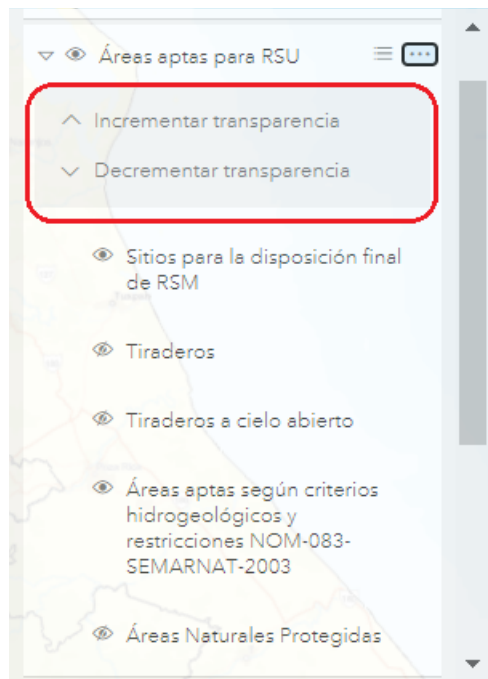 Áreas aptas para RSU
Incrementar transparencia
Decrementar transparencia
Sitios para la disposición final
de RSM
Tiraderos
Tiraderos a cielo abierto
Áreas aptas según criterios
hidrogeológicos y
restricciones NOM-083-
SEMARNAT-2003
Áreas Naturales Protegidas